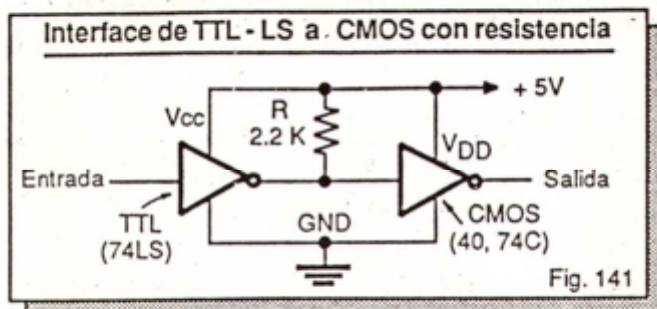 Interface de TTL - LS a CMOS con resistencia
+ 5V
Vcc
R
2.2 K
VDD
Entrada
Salida
TTL
(74LS)
GND
CMOS
(40, 74C)
Fig. 141